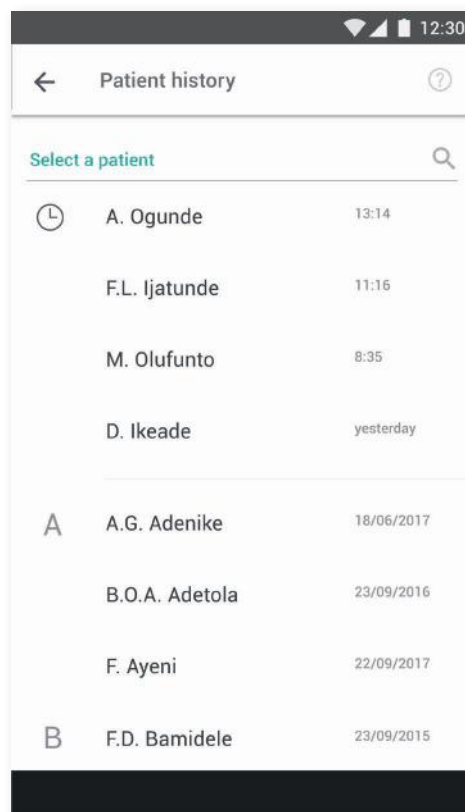 12:30
Patient history ?
Select a patient
A. Ogunde 13:14
F.L. Ijatunde 11:16
M. Olufunto 8:35
D. Ikeade yesterday
A A.G. Adenike 18/06/2017
B.O.A. Adetola 23/09/2016
F. Ayeni 22/09/2017
B F.D. Bamidele 23/09/2015